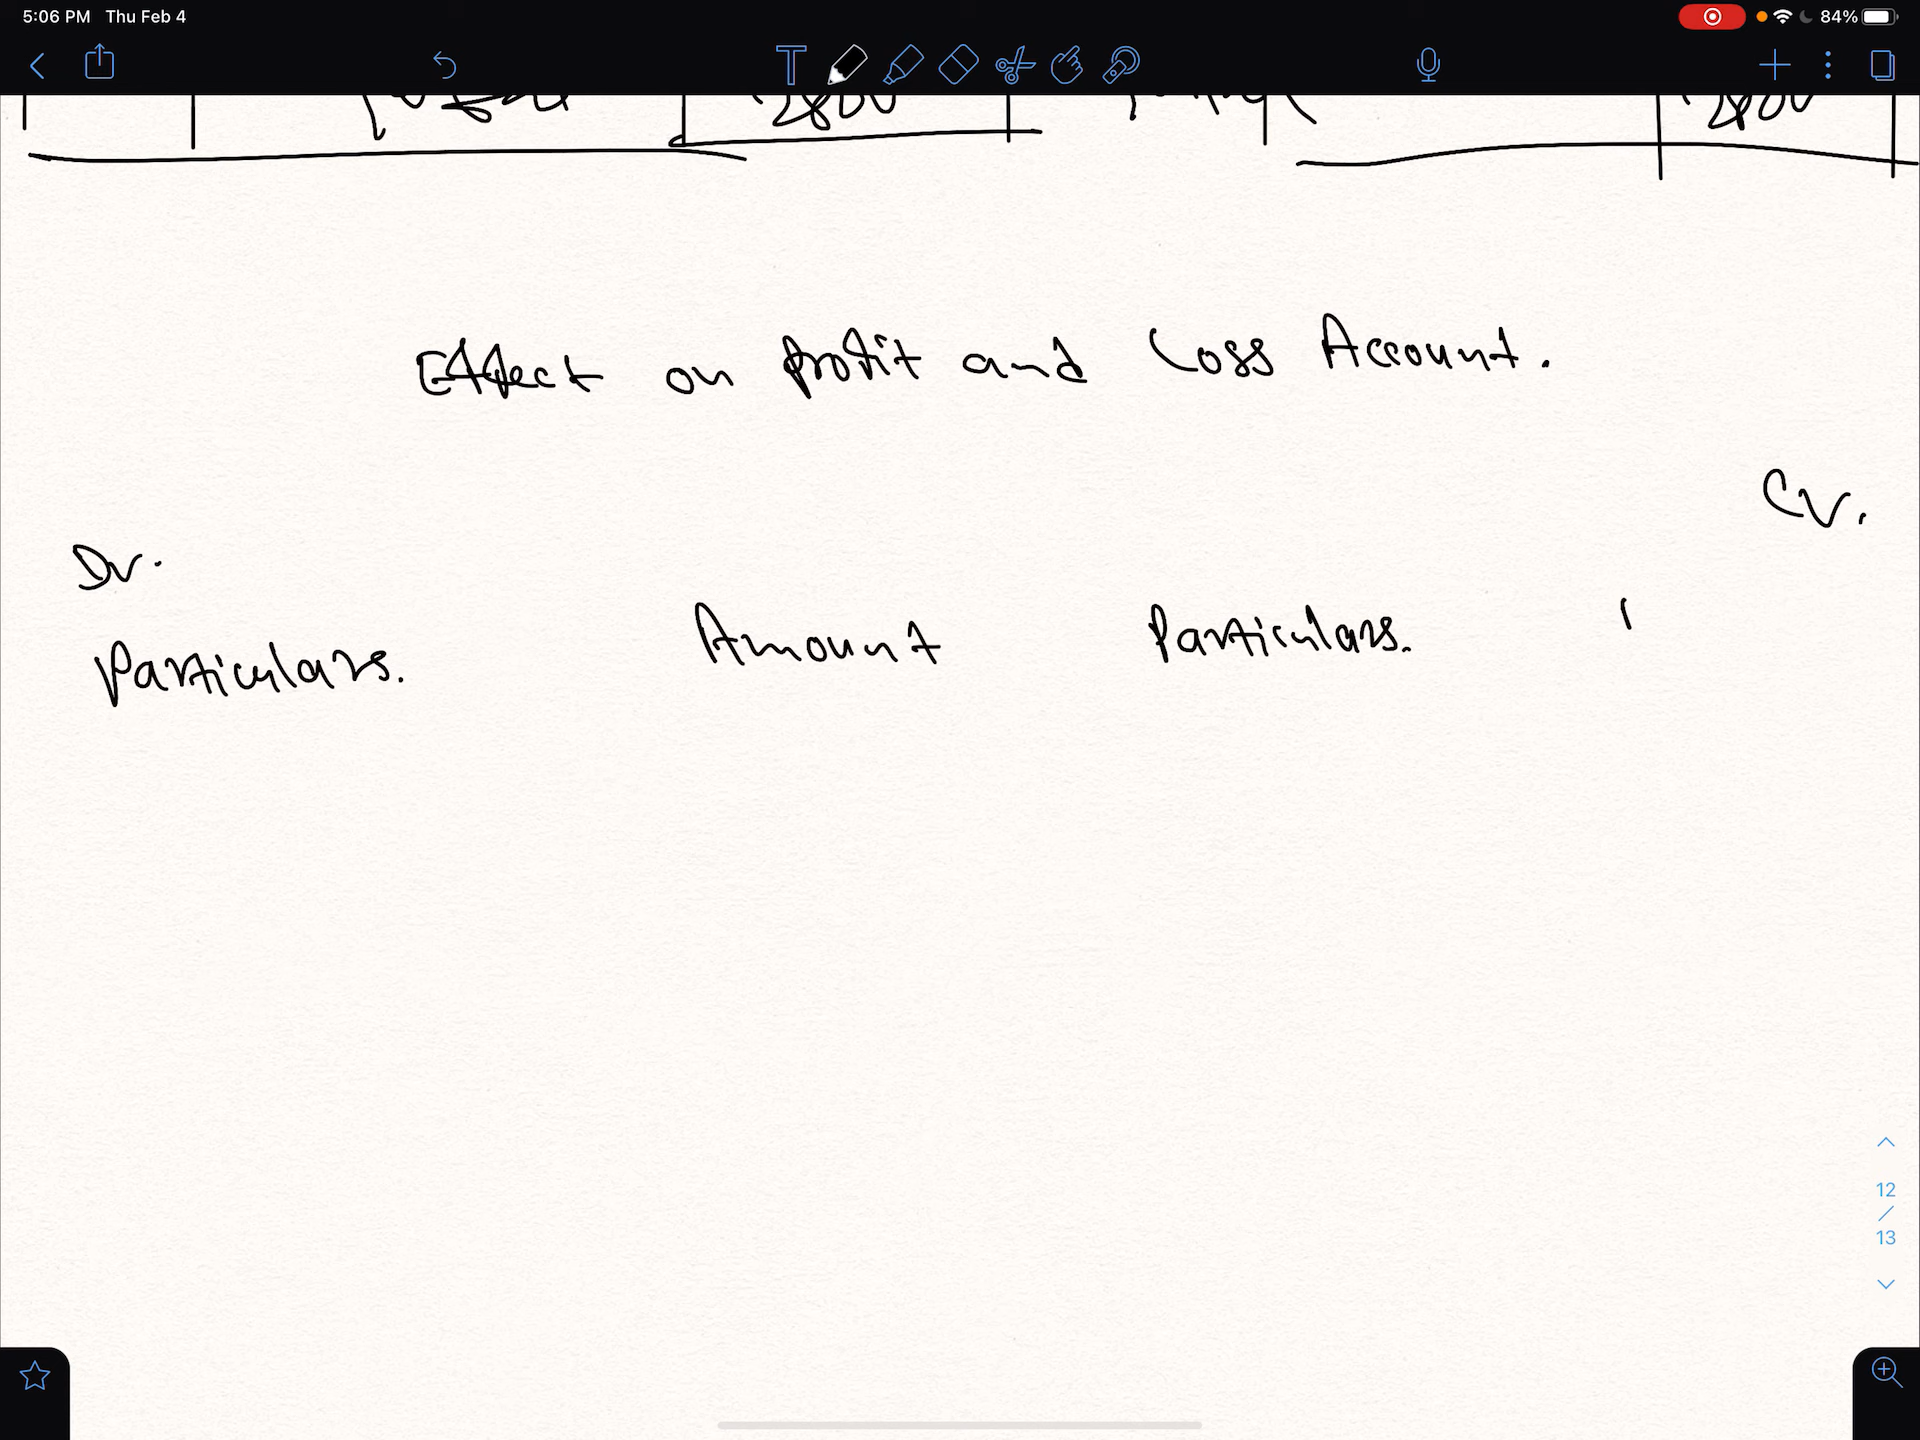 5:06 PM Thu Feb 4 84%
Effect on Profit and Loss Account.
Cr.
Dr.
Particulars. Amount Particulars.
12
/
13